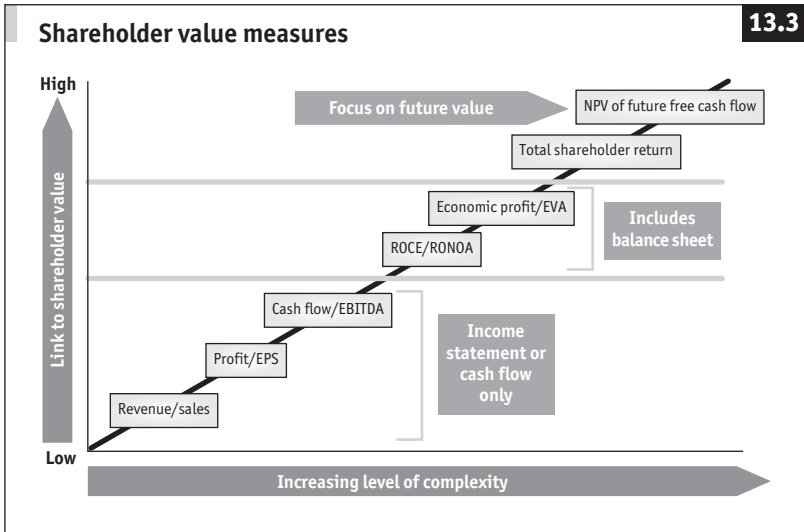 Shareholder value measures
13.3
High
Focus on future value
NPV of future free cash flow
Total shareholder return
Link to shareholder value
Economic profit/EVA
Includes
balance sheet
ROCE/RONOA
Cash flow/EBITDA
Income
statement or
cash flow
only
Profit/EPS
Revenue/sales
Low
Increasing level of complexity